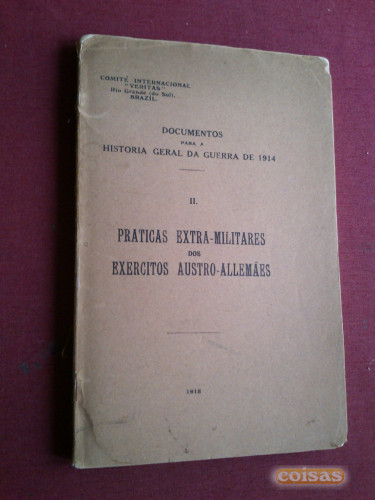 COMITÉ INTERNACIONAL
"VERITAS"
Rio Grande (do Sul).
BRAZIL.
DOCUMENTOS
PARA A
HISTORIA GERAL DA GUERRA DE 1914
II.
PRATICAS EXTRA-MILITARES
DOS
EXERCITOS AUSTRO-ALLEMÃES
coisas